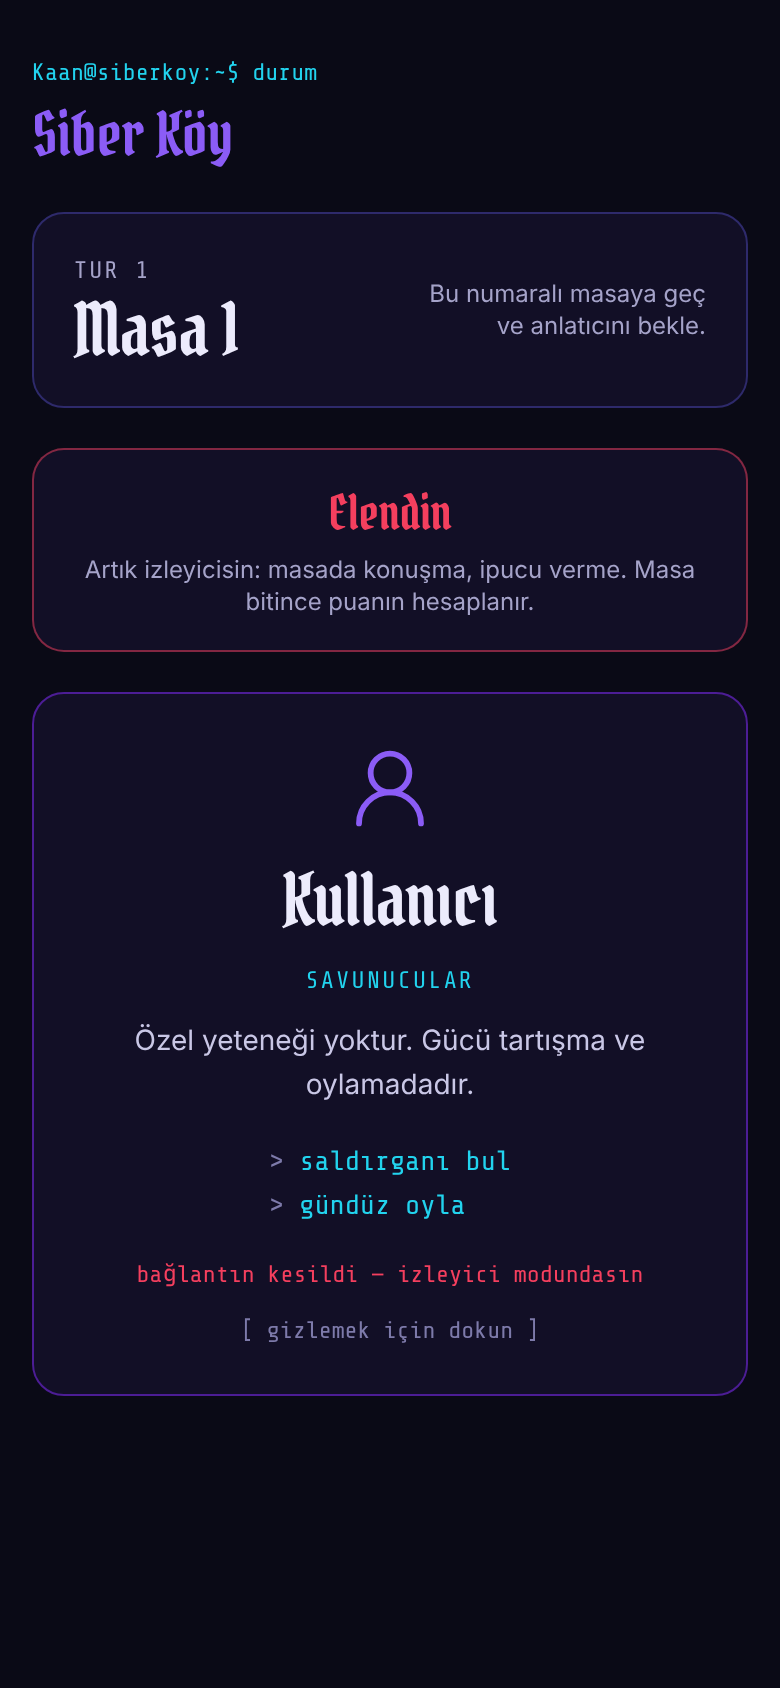 Kaan@siberkoy:~$ durum
Siber Köy
TUR 1
Masa 1
Bu numaralı masaya geç
ve anlatıcını bekle.
Elendin
Artık izleyicisin: masada konuşma, ipucu verme. Masa
bitince puanın hesaplanır.
Kullanıcı
SAVUNUCULAR
Özel yeteneği yoktur. Gücü tartışma ve
oylamadadır.
> saldırganı bul
> gündüz oyla
bağlantın kesildi — izleyici modundasın
[ gizlemek için dokun ]